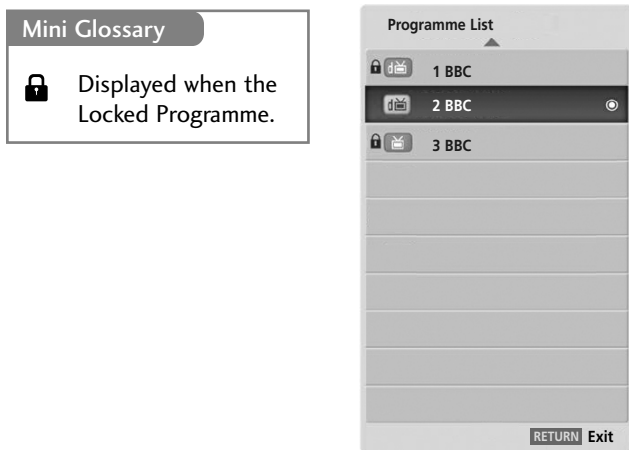 Mini Glossary
Displayed when the
Locked Programme.
Programme List
1 BBC
2 BBC
3 BBC
RETURN Exit